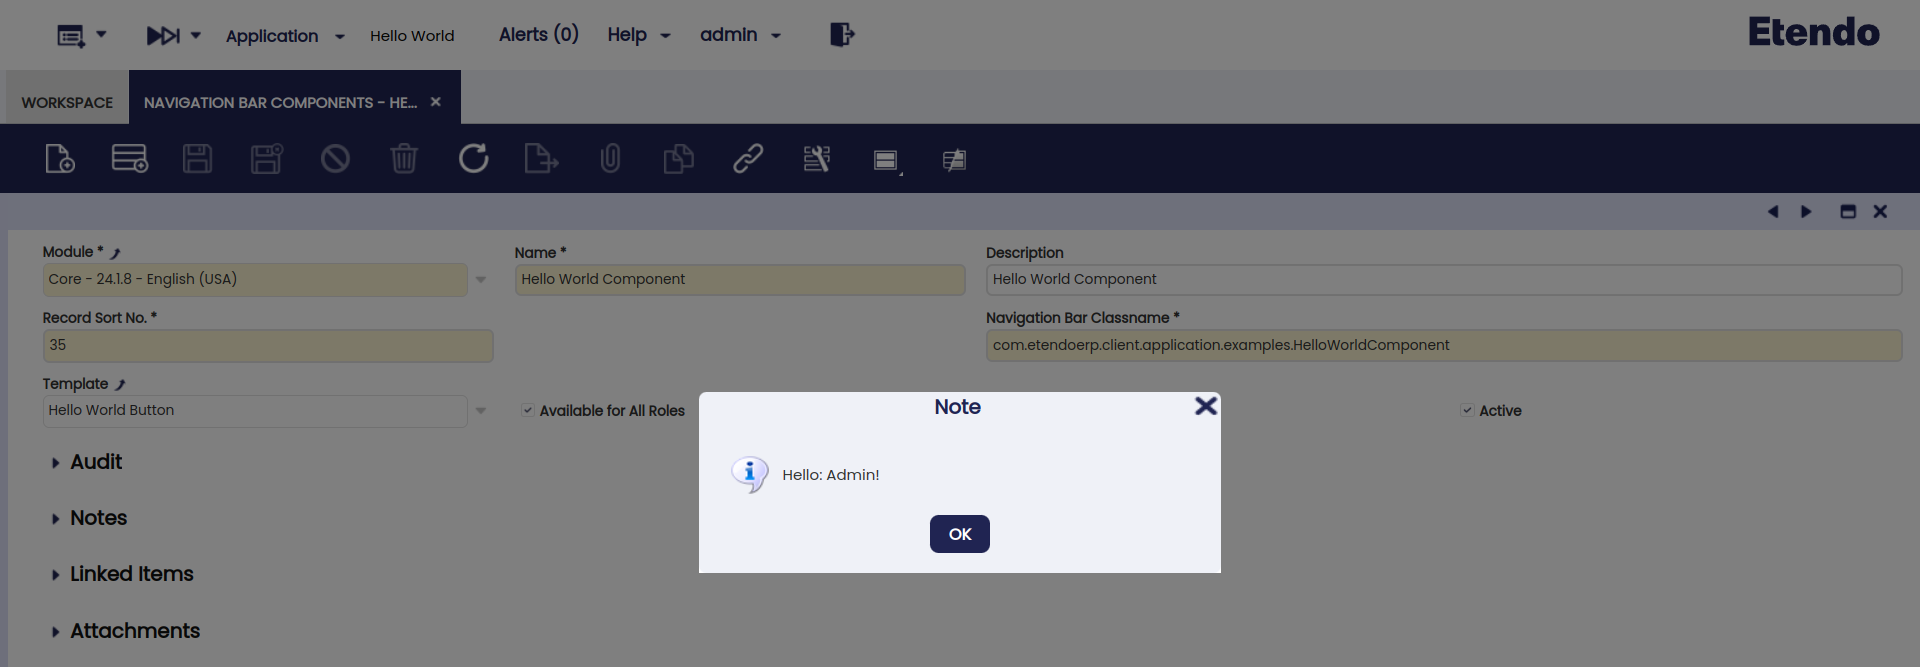 Application
Hello World
Alerts (0)
Help
admin
Etendo
WORKSPACE
NAVIGATION BAR COMPONENTS - HE...
Module *
Name *
Description
Core - 24.1.8 - English (USA)
Hello World Component
Hello World Component
Record Sort No. *
Navigation Bar Classname *
35
com.etendoerp.client.application.examples.HelloWorldComponent
Template
Hello World Button
Available for All Roles
Active
Note
Hello: Admin!
OK
Audit
Notes
Linked Items
Attachments